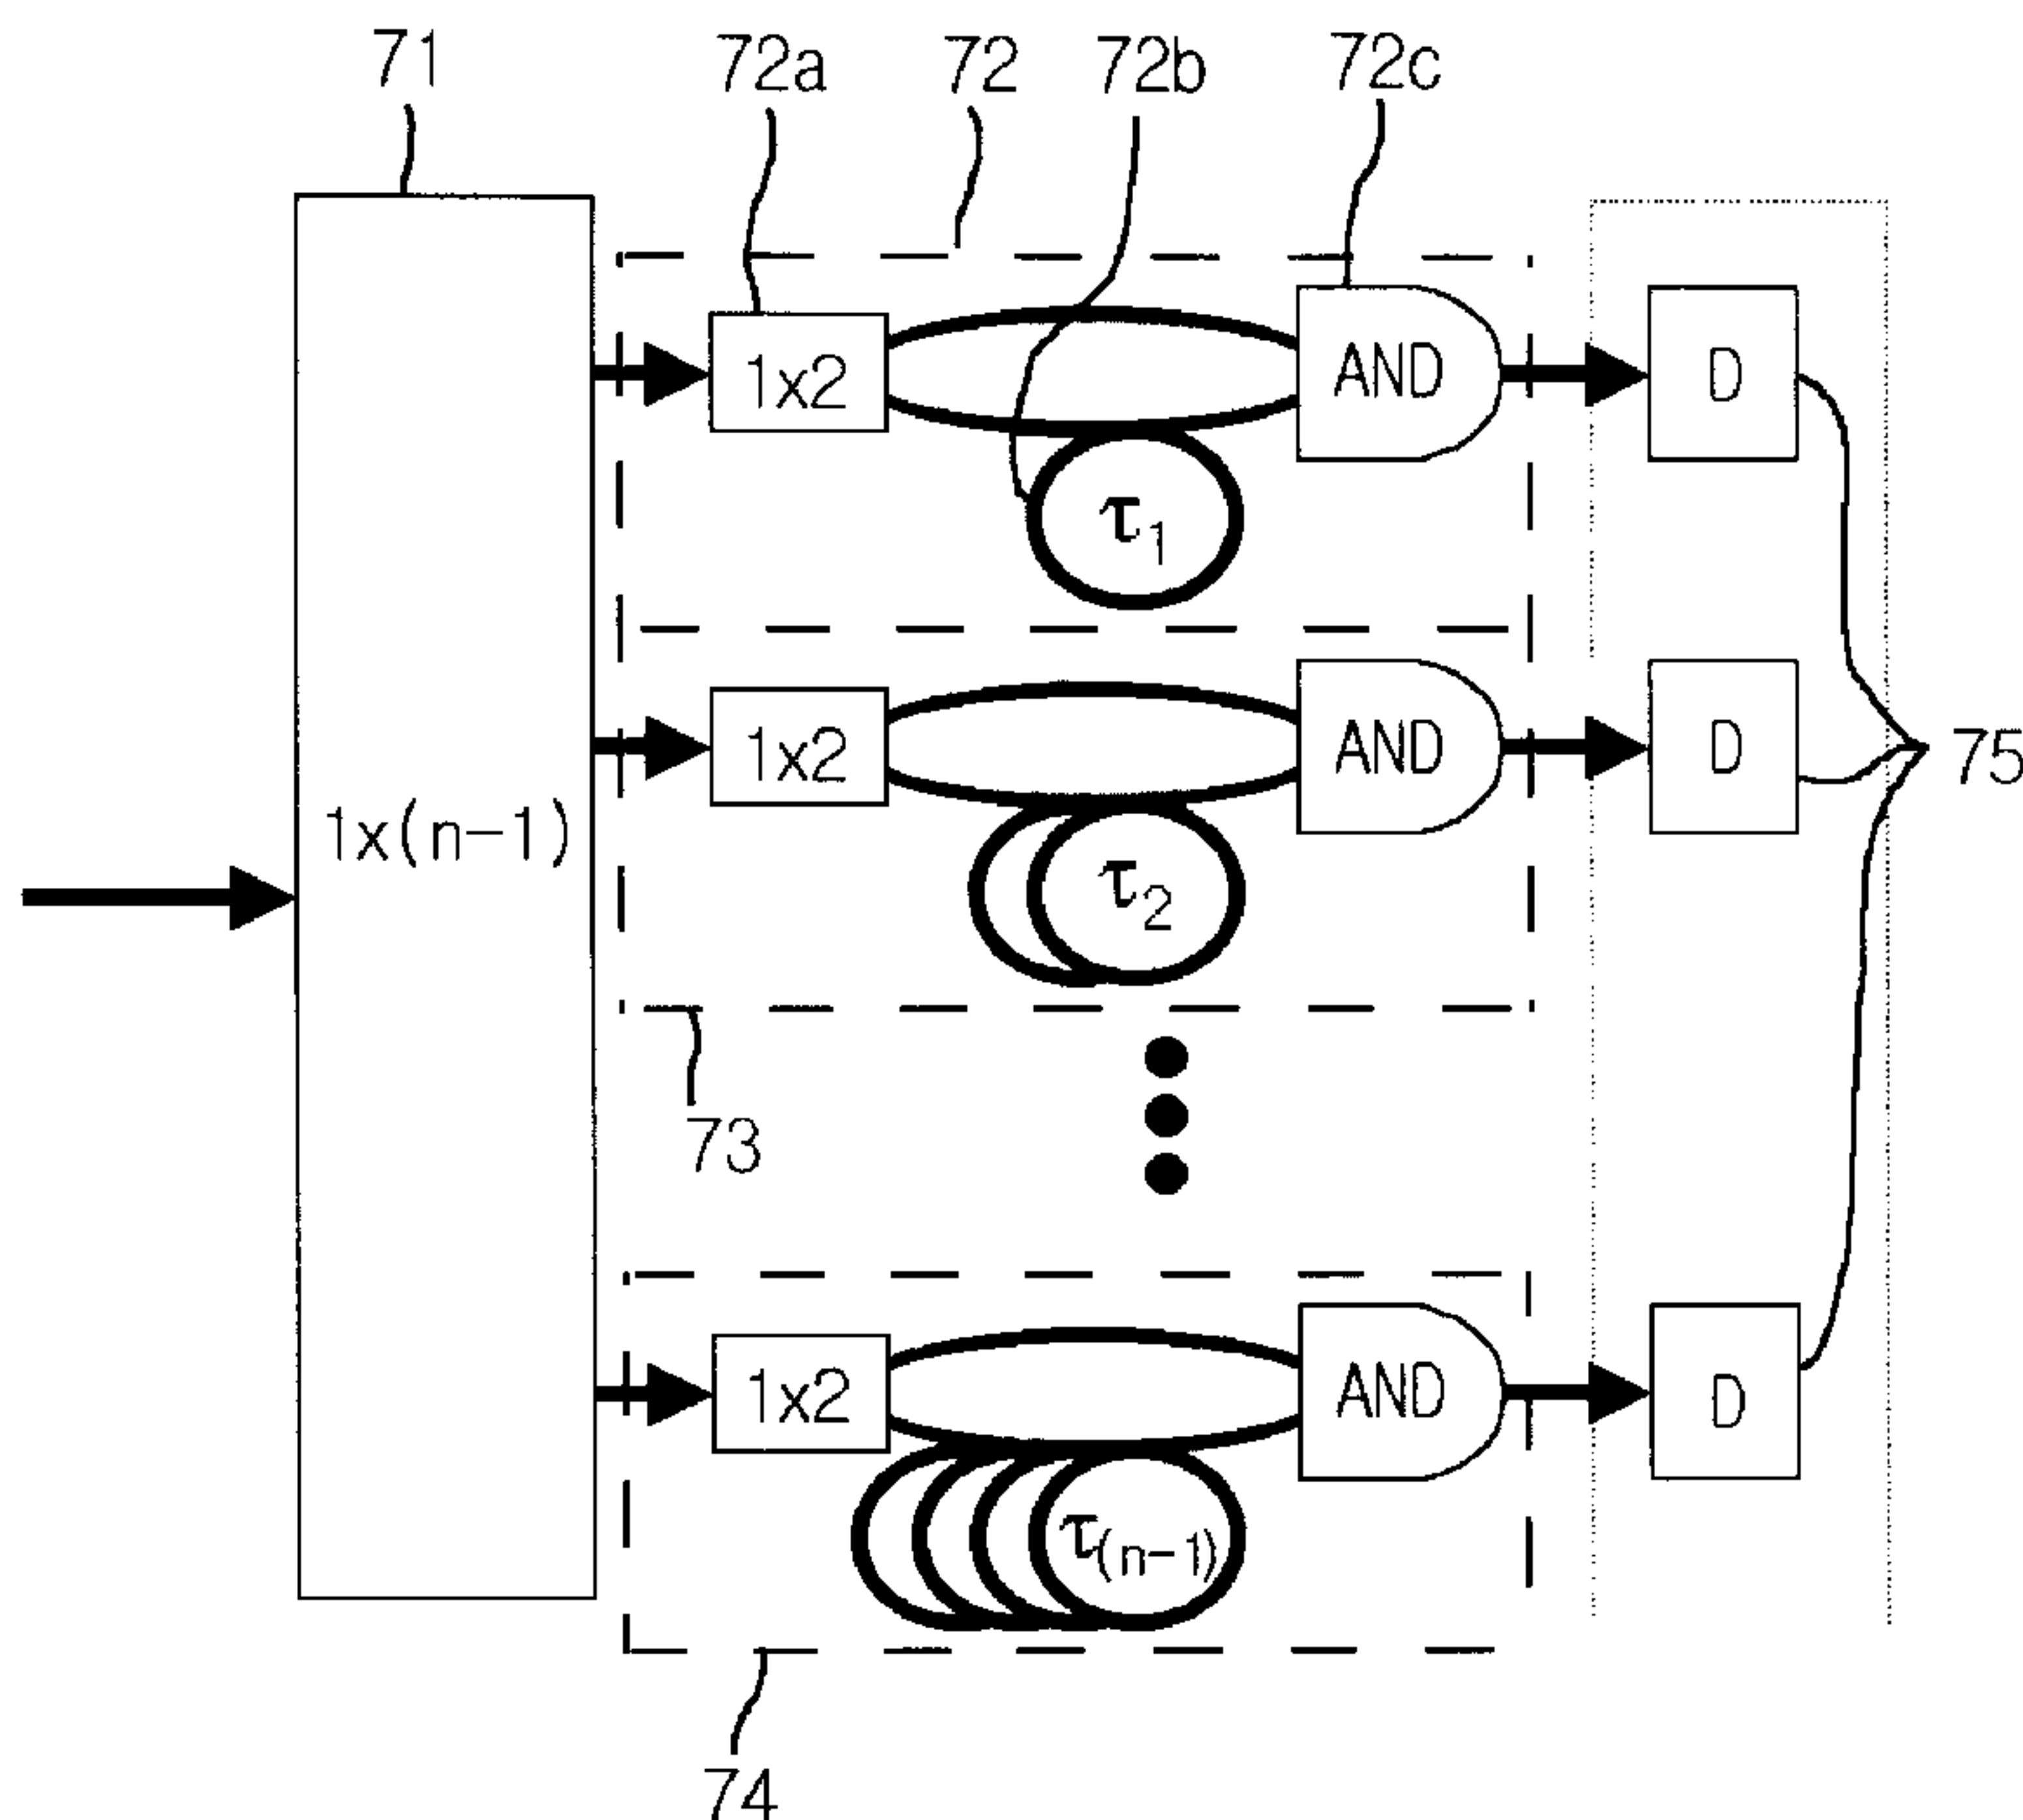 71
72a
72
72b
72c
1x2
AND
D
τ1
1x2
AND
D
75
1x(n-1)
τ2
73
1x2
AND
D
τ(n-1)
74